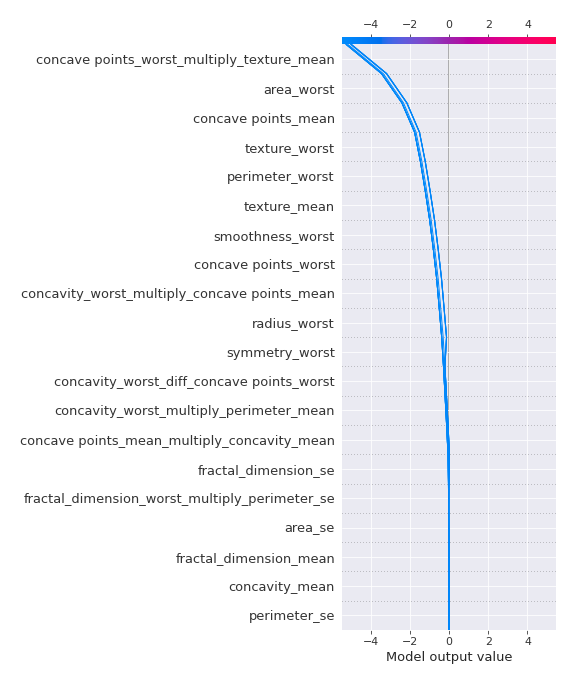 −4 −2 0 2 4
concave points_worst_multiply_texture_mean
area_worst
concave points_mean
texture_worst
perimeter_worst
texture_mean
smoothness_worst
concave points_worst
concavity_worst_multiply_concave points_mean
radius_worst
symmetry_worst
concavity_worst_diff_concave points_worst
concavity_worst_multiply_perimeter_mean
concave points_mean_multiply_concavity_mean
fractal_dimension_se
fractal_dimension_worst_multiply_perimeter_se
area_se
fractal_dimension_mean
concavity_mean
perimeter_se
−4 −2 0 2 4
Model output value